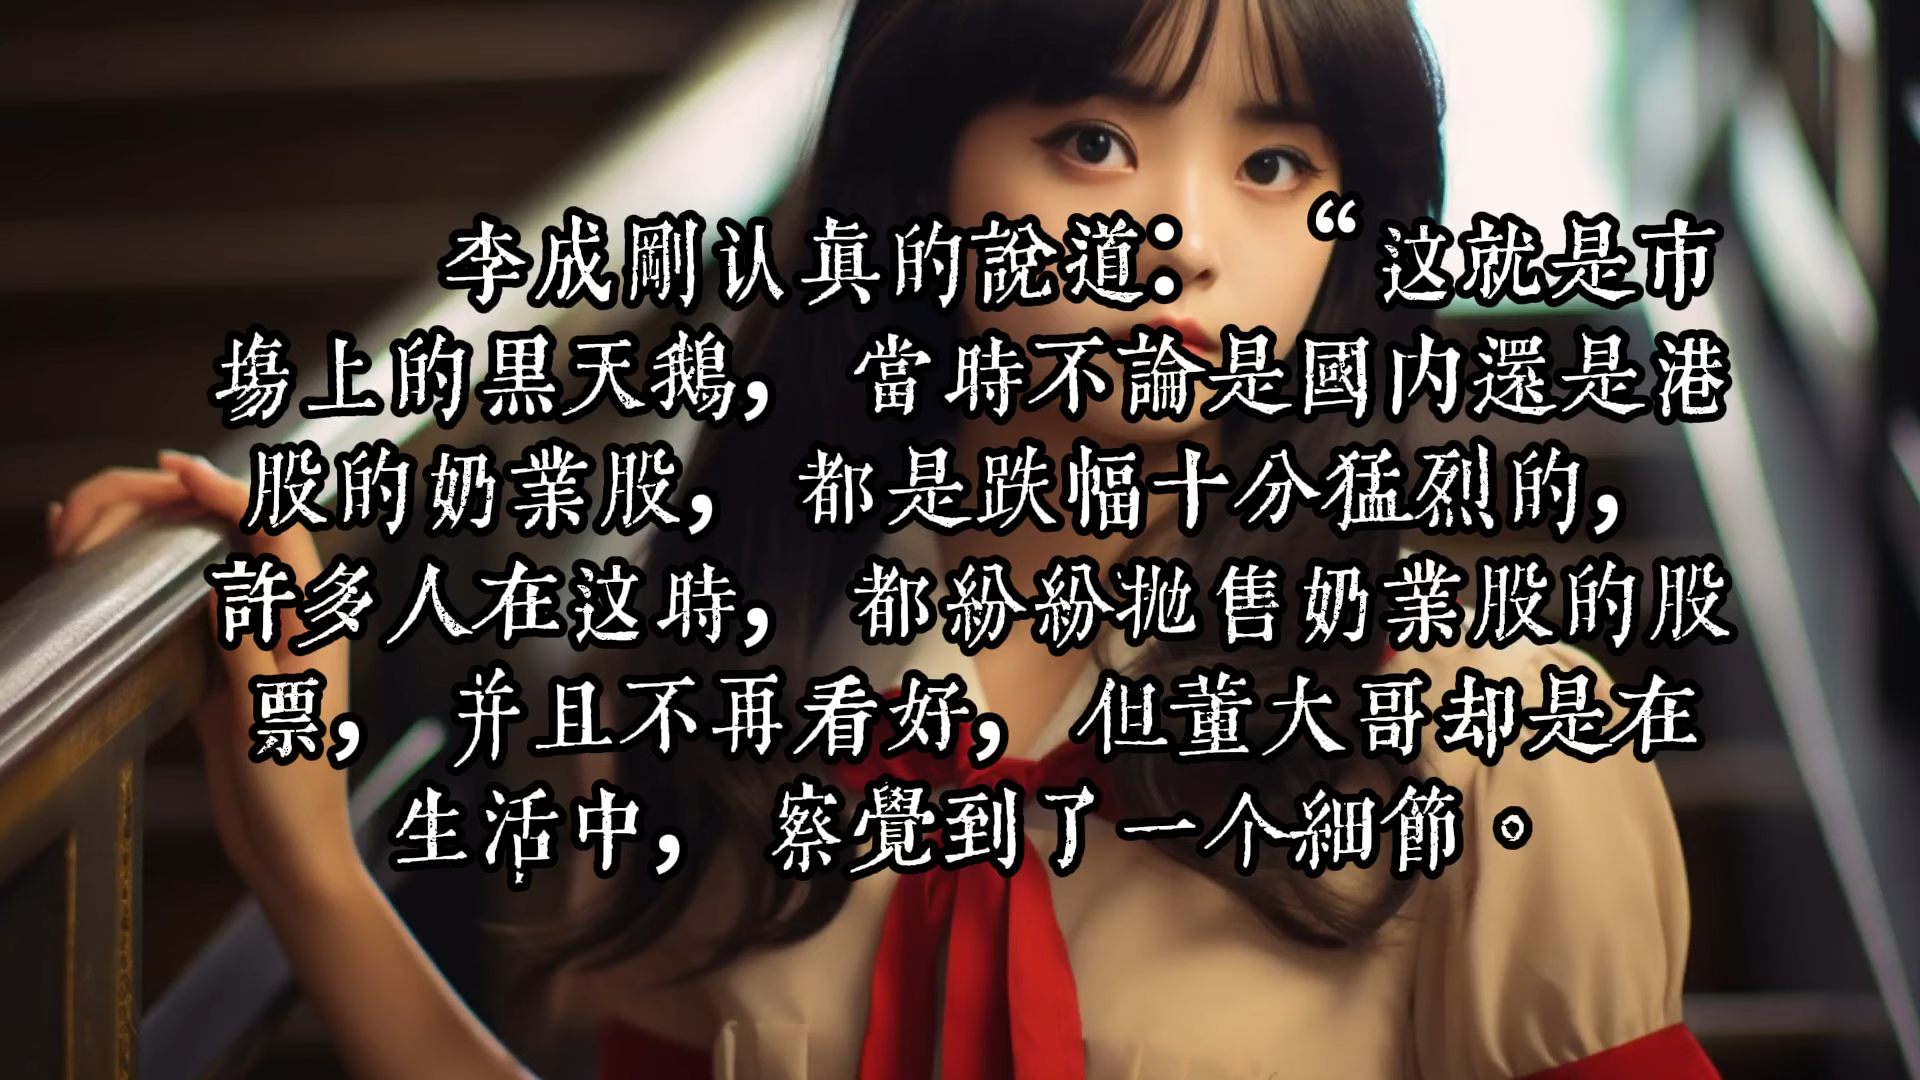 李成剛认真的說道：“这就是市
場上的黑天鵝，當時不論是國内還是港
股的奶業股，都是跌幅十分猛烈的，
許多人在这時，都紛紛抛售奶業股的股
票，并且不再看好，但董大哥却是在
生活中，察覺到了一个細節。